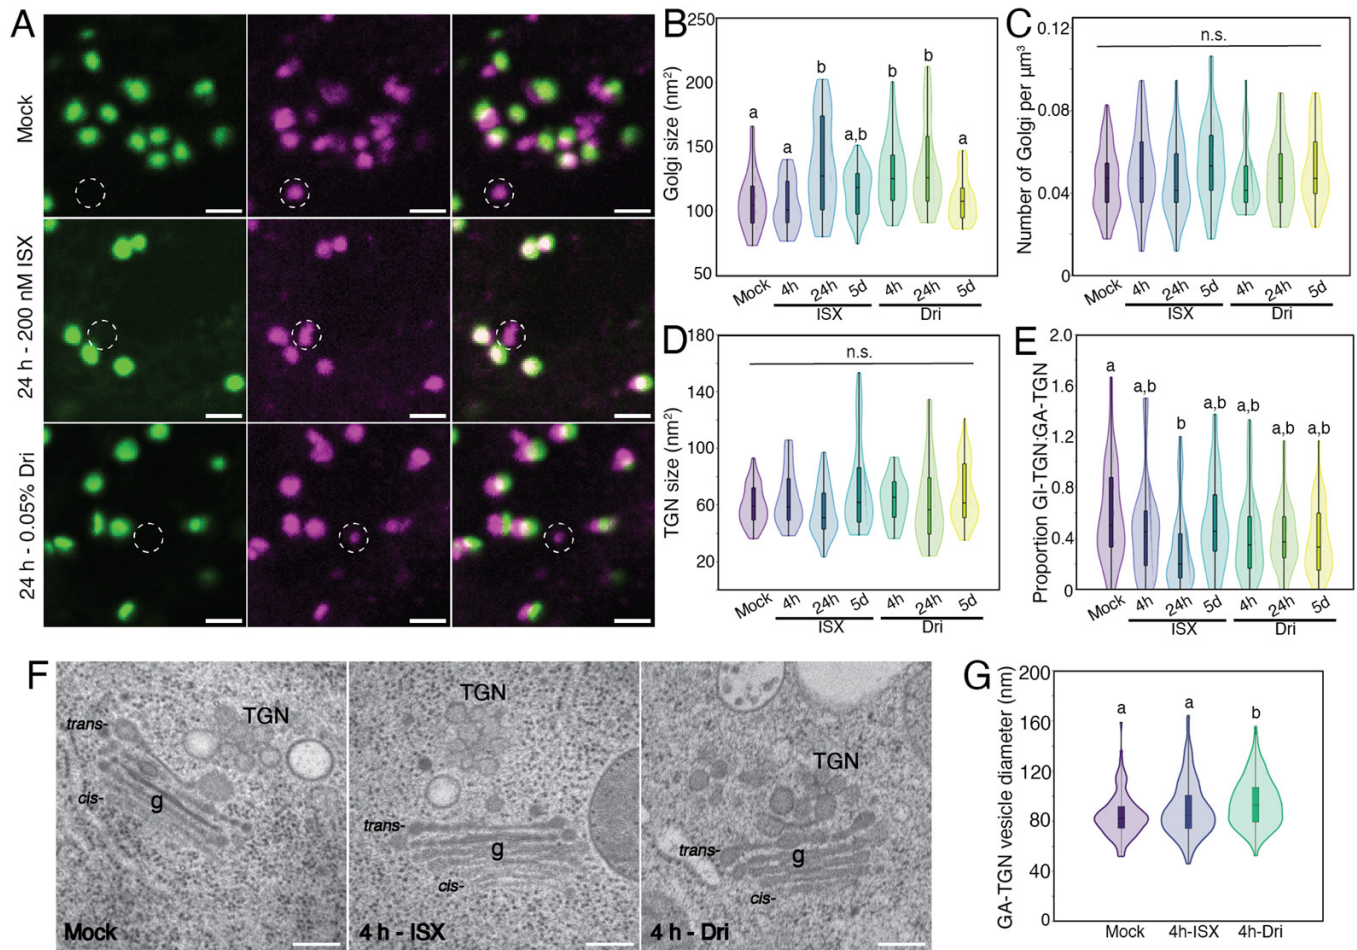 A
Mock
24 h - 200 nM ISX
24 h - 0.05% Dri
B
Golgi size (nm²)
250
200
150
100
50
a
a
b
a,b
b
b
a
Mock 4h 24h 5d 4h 24h 5d
ISX Dri
C
Number of Golgi per µm³
0.12
0.08
0.04
0
n.s.
Mock 4h 24h 5d 4h 24h 5d
ISX Dri
D
TGN size (nm²)
180
140
100
60
20
n.s.
Mock 4h 24h 5d 4h 24h 5d
ISX Dri
E
Proportion GI-TGN:GA-TGN
2.0
1.6
1.2
0.8
0.4
0
a
a,b
b
a,b
a,b
a,b
a,b
Mock 4h 24h 5d 4h 24h 5d
ISX Dri
F
TGN
trans-
cis-
g
Mock
TGN
trans-
g
cis-
4 h - ISX
TGN
trans-
g
cis-
4 h - Dri
G
GA-TGN vesicle diameter (nm)
200
160
120
80
40
0
a
a
b
Mock 4h-ISX 4h-Dri